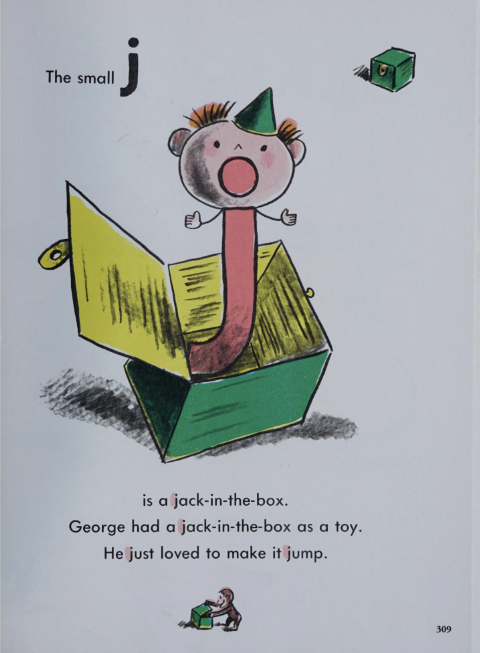 The small j
is a jack-in-the-box.
George had a jack-in-the-box as a toy.
He just loved to make it jump.
309